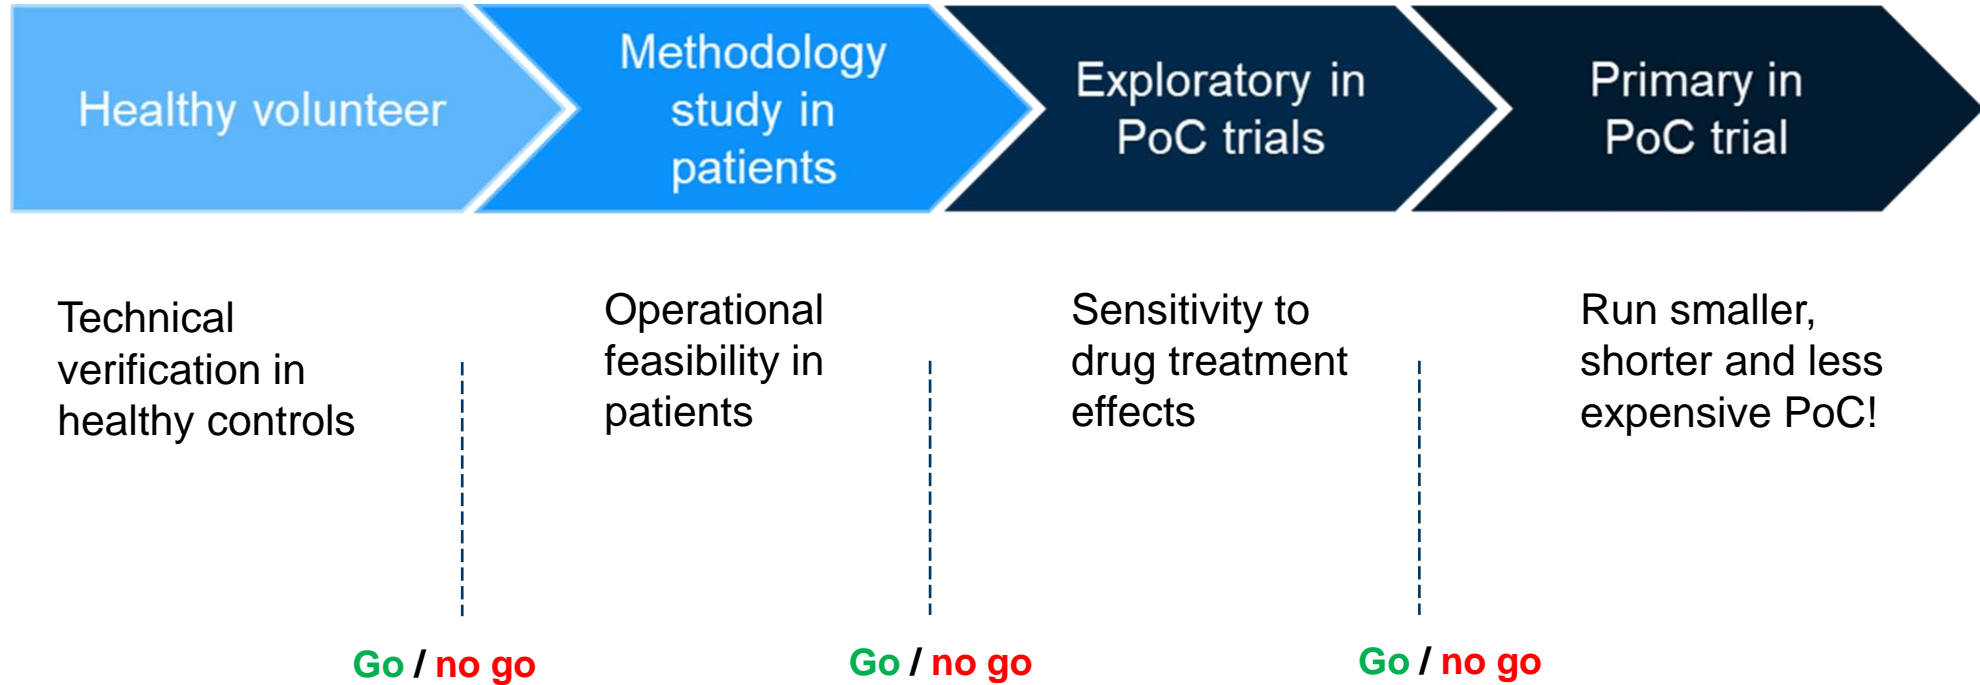 Healthy volunteer
Methodology
study in
patients
Exploratory in
PoC trials
Primary in
PoC trial
Technical
verification in
healthy controls
Operational
feasibility in
patients
Sensitivity to
drug treatment
effects
Run smaller,
shorter and less
expensive PoC!
Go / no go
Go / no go
Go / no go